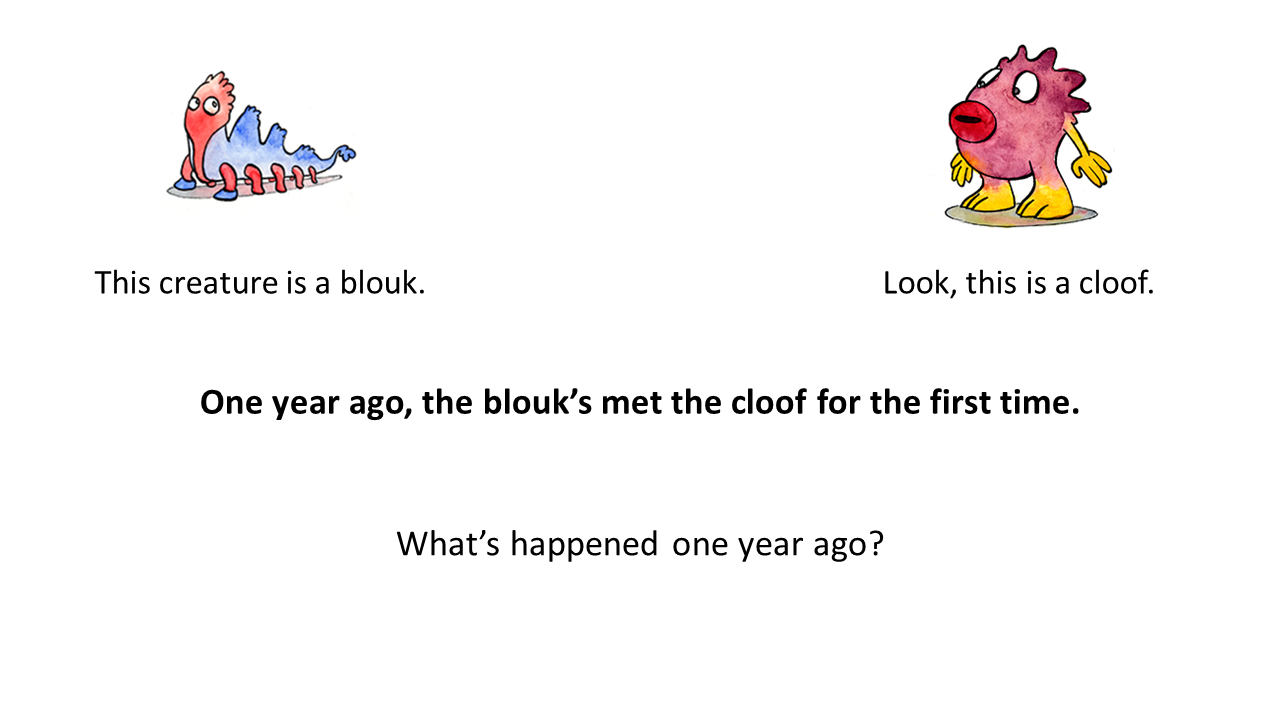 This creature is a blouk.
Look, this is a cloof.
One year ago, the blouk’s met the cloof for the first time.
What’s happened one year ago?